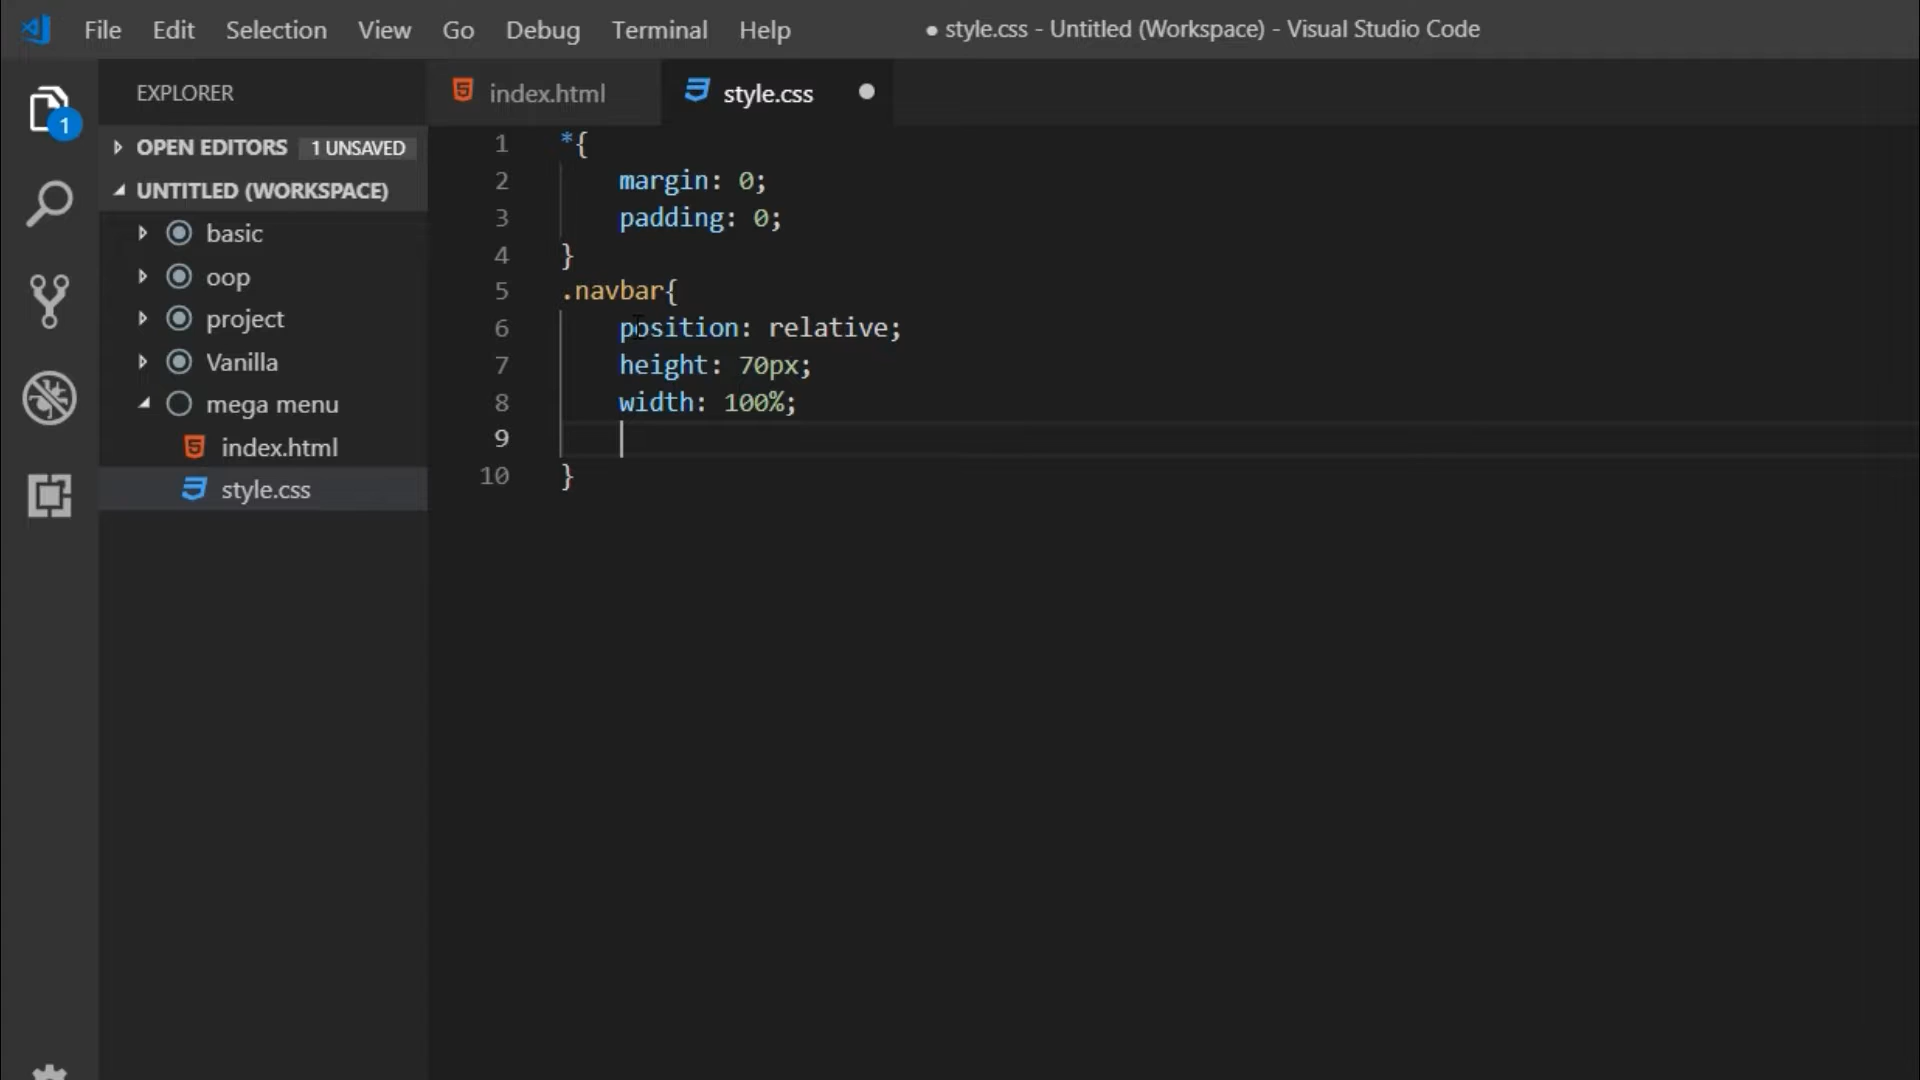 File Edit Selection View Go Debug Terminal Help
● style.css - Untitled (Workspace) - Visual Studio Code
1
EXPLORER
OPEN EDITORS 1 UNSAVED
UNTITLED (WORKSPACE)
basic
oop
project
Vanilla
mega menu
index.html
style.css
index.html style.css
1 *{
2 margin: 0;
3 padding: 0;
4 }
5 .navbar{
6 position: relative;
7 height: 70px;
8 width: 100%;
9
10 }